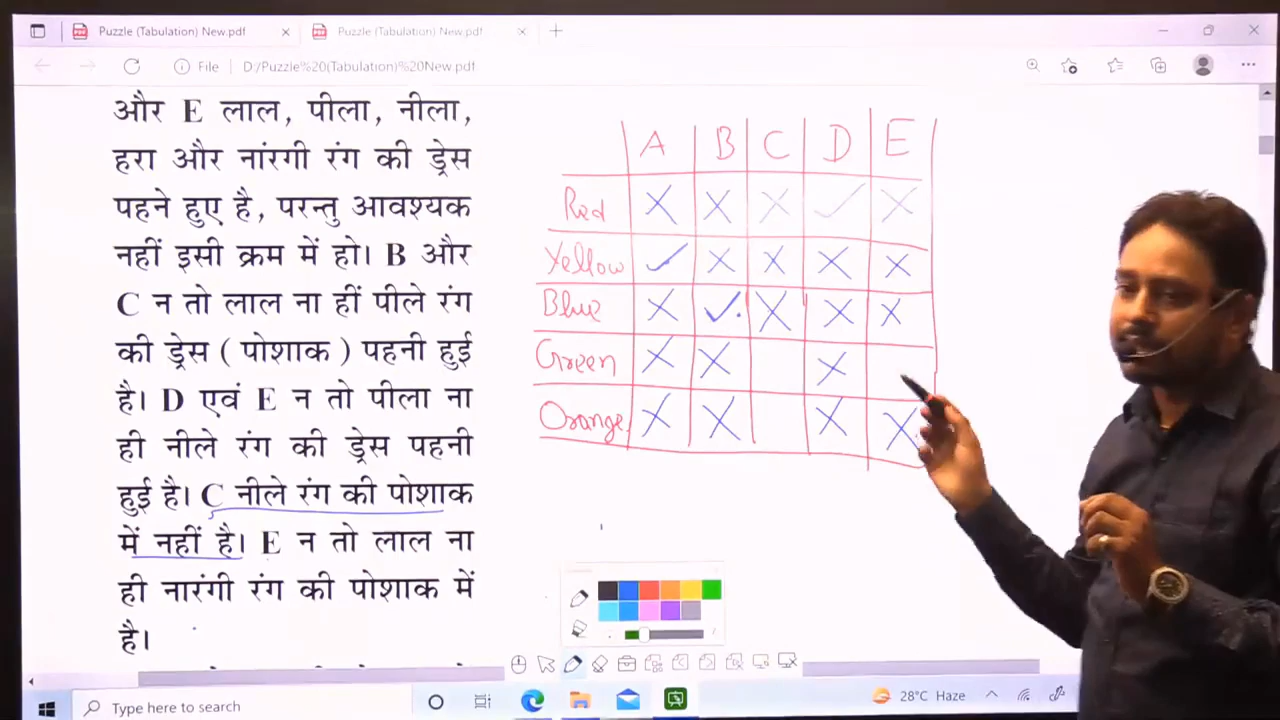 Puzzle (Tabulation) New.pdf
Puzzle (Tabulation) New.pdf
File D:/Puzzle%20(Tabulation)%20New.pdf
और E लाल, पीला, नीला,
हरा और नांरगी रंग की ड्रेस
पहने हुए है, परन्तु आवश्यक
नहीं इसी क्रम में हो। B और
C न तो लाल ना हीं पीले रंग
की ड्रेस ( पोशाक ) पहनी हुई
है। D एवं E न तो पीला ना
ही नीले रंग की ड्रेस पहनी
हुई है। C नीले रंग की पोशाक
में नहीं है। E न तो लाल ना
ही नारंगी रंग की पोशाक में
है।
A B C D E
Red X X X ✓ X
Yellow ✓ X X X X
Blue X ✓ X X X
Green X X X
Orange X X X X
Type here to search
28°C Haze